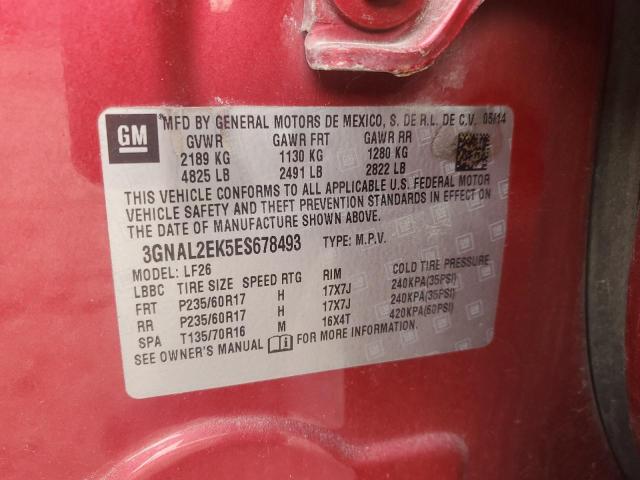 GM
*MFD BY GENERAL MOTORS DE MEXICO, S. DE R.L. DE C.V. 05/14
GVWR GAWR FRT GAWR RR
2189 KG 1130 KG 1280 KG
4825 LB 2491 LB 2822 LB
THIS VEHICLE CONFORMS TO ALL APPLICABLE U.S. FEDERAL MOTOR
VEHICLE SAFETY AND THEFT PREVENTION STANDARDS IN EFFECT ON
THE DATE OF MANUFACTURE SHOWN ABOVE.
3GNAL2EK5ES678493 TYPE: M.P.V.
MODEL: LF26
LBBC TIRE SIZE SPEED RTG RIM COLD TIRE PRESSURE
FRT P235/60R17 H 17X7J 240KPA(35PSI)
RR P235/60R17 H 17X7J 240KPA(35PSI)
SPA T135/70R16 M 16X4T 420KPA(60PSI)
SEE OWNER'S MANUAL FOR MORE INFORMATION.